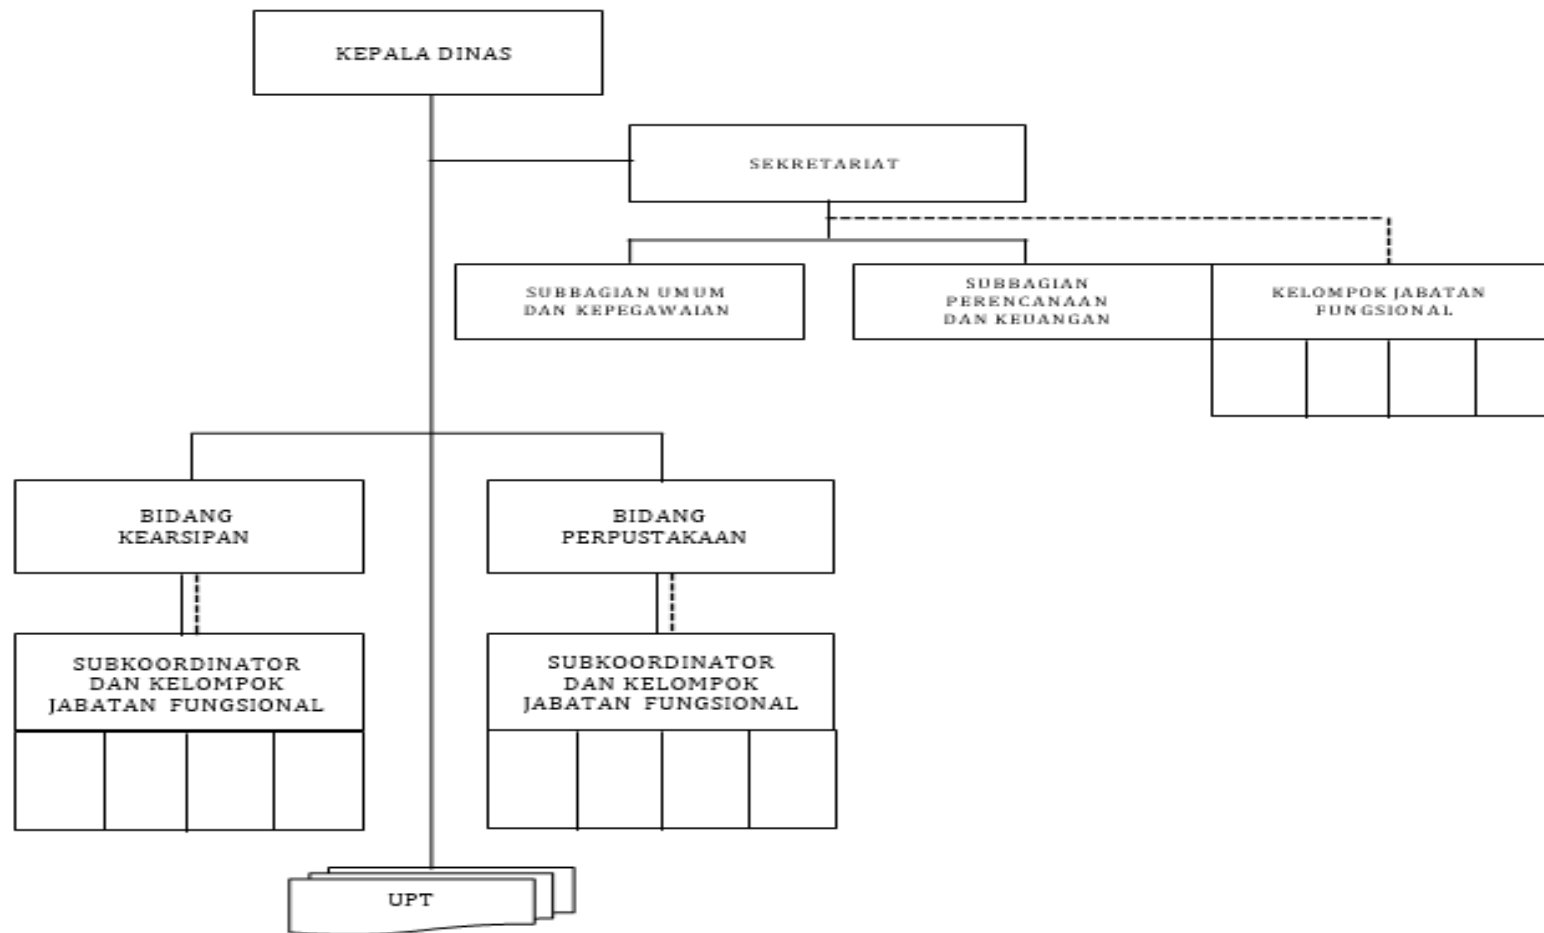 KEPALA DINAS
SEKRETARIAT
SUBBAGIAN UMUM
DAN KEPEGAWAIAN
SUBBAGIAN
PERENCANAAN
DAN KEUANGAN
KELOMPOK JABATAN
FUNGSIONAL
BIDANG
KEARSIPAN
BIDANG
PERPUSTAKAAN
SUBKOORDINATOR
DAN KELOMPOK
JABATAN FUNGSIONAL
SUBKOORDINATOR
DAN KELOMPOK
JABATAN FUNGSIONAL
UPT